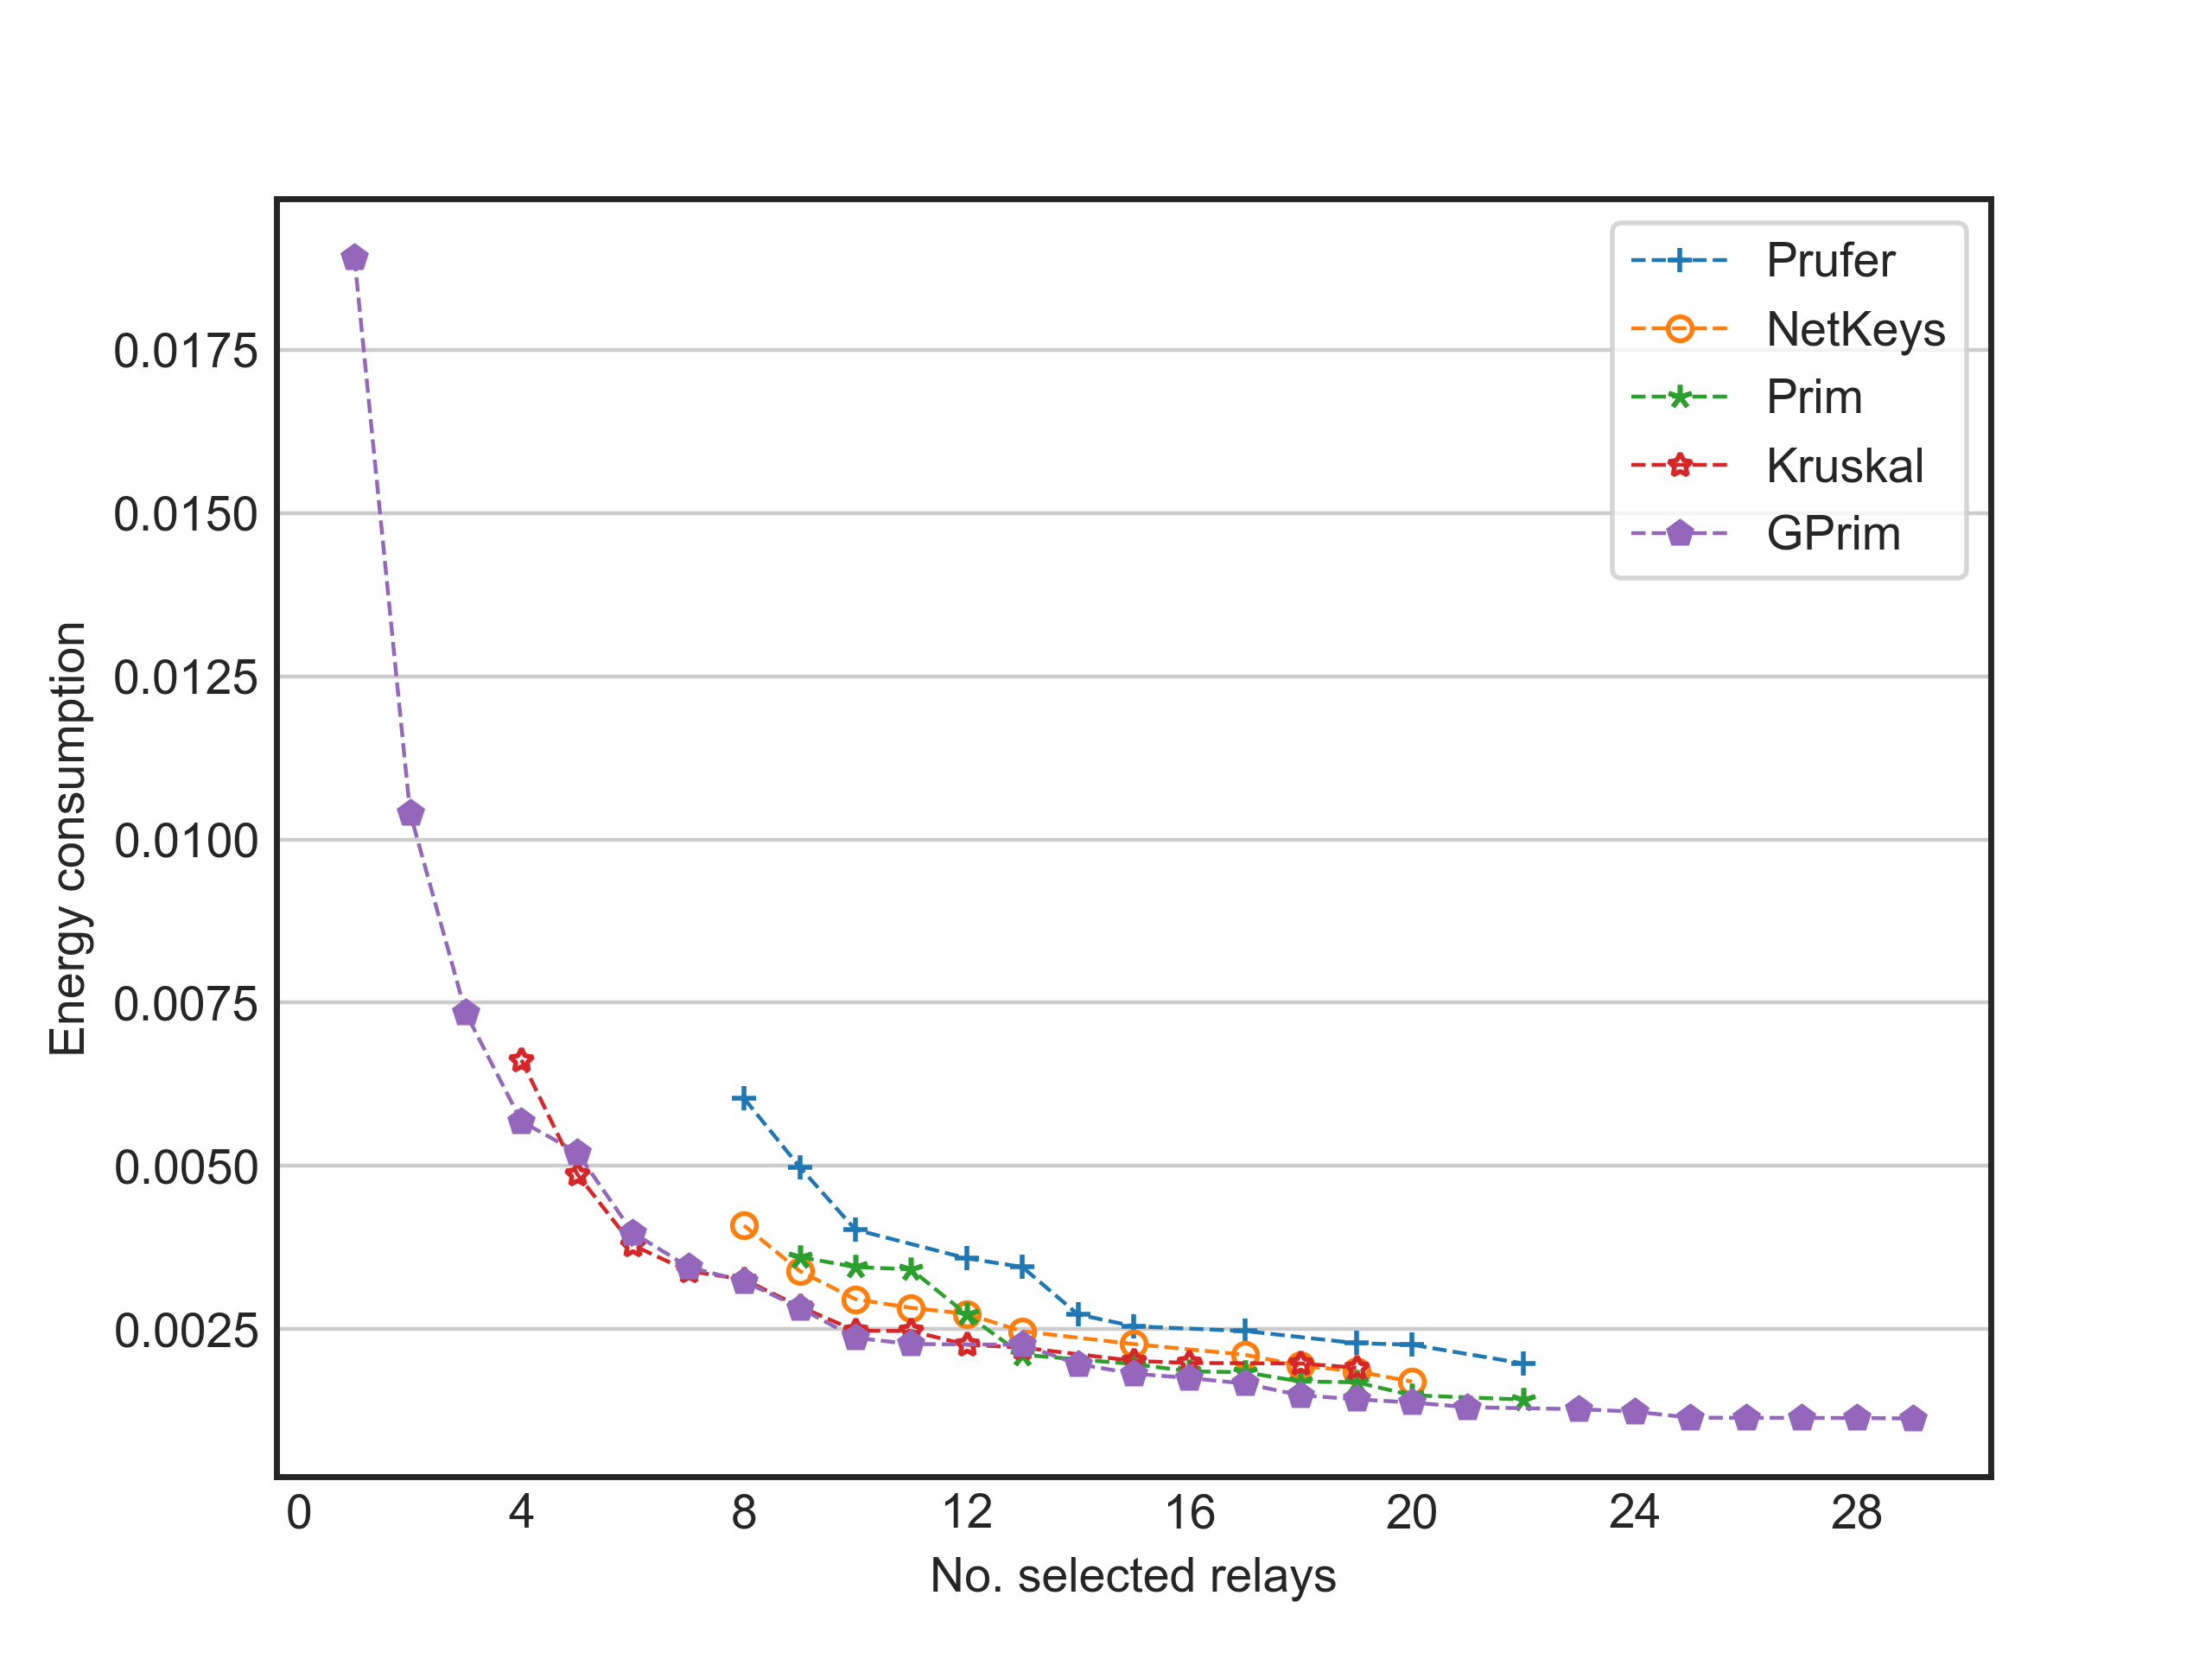 Prufer
NetKeys
Prim
Kruskal
GPrim
0.0175
0.0150
0.0125
0.0100
0.0075
0.0050
0.0025
Energy consumption
0 4 8 12 16 20 24 28
No. selected relays